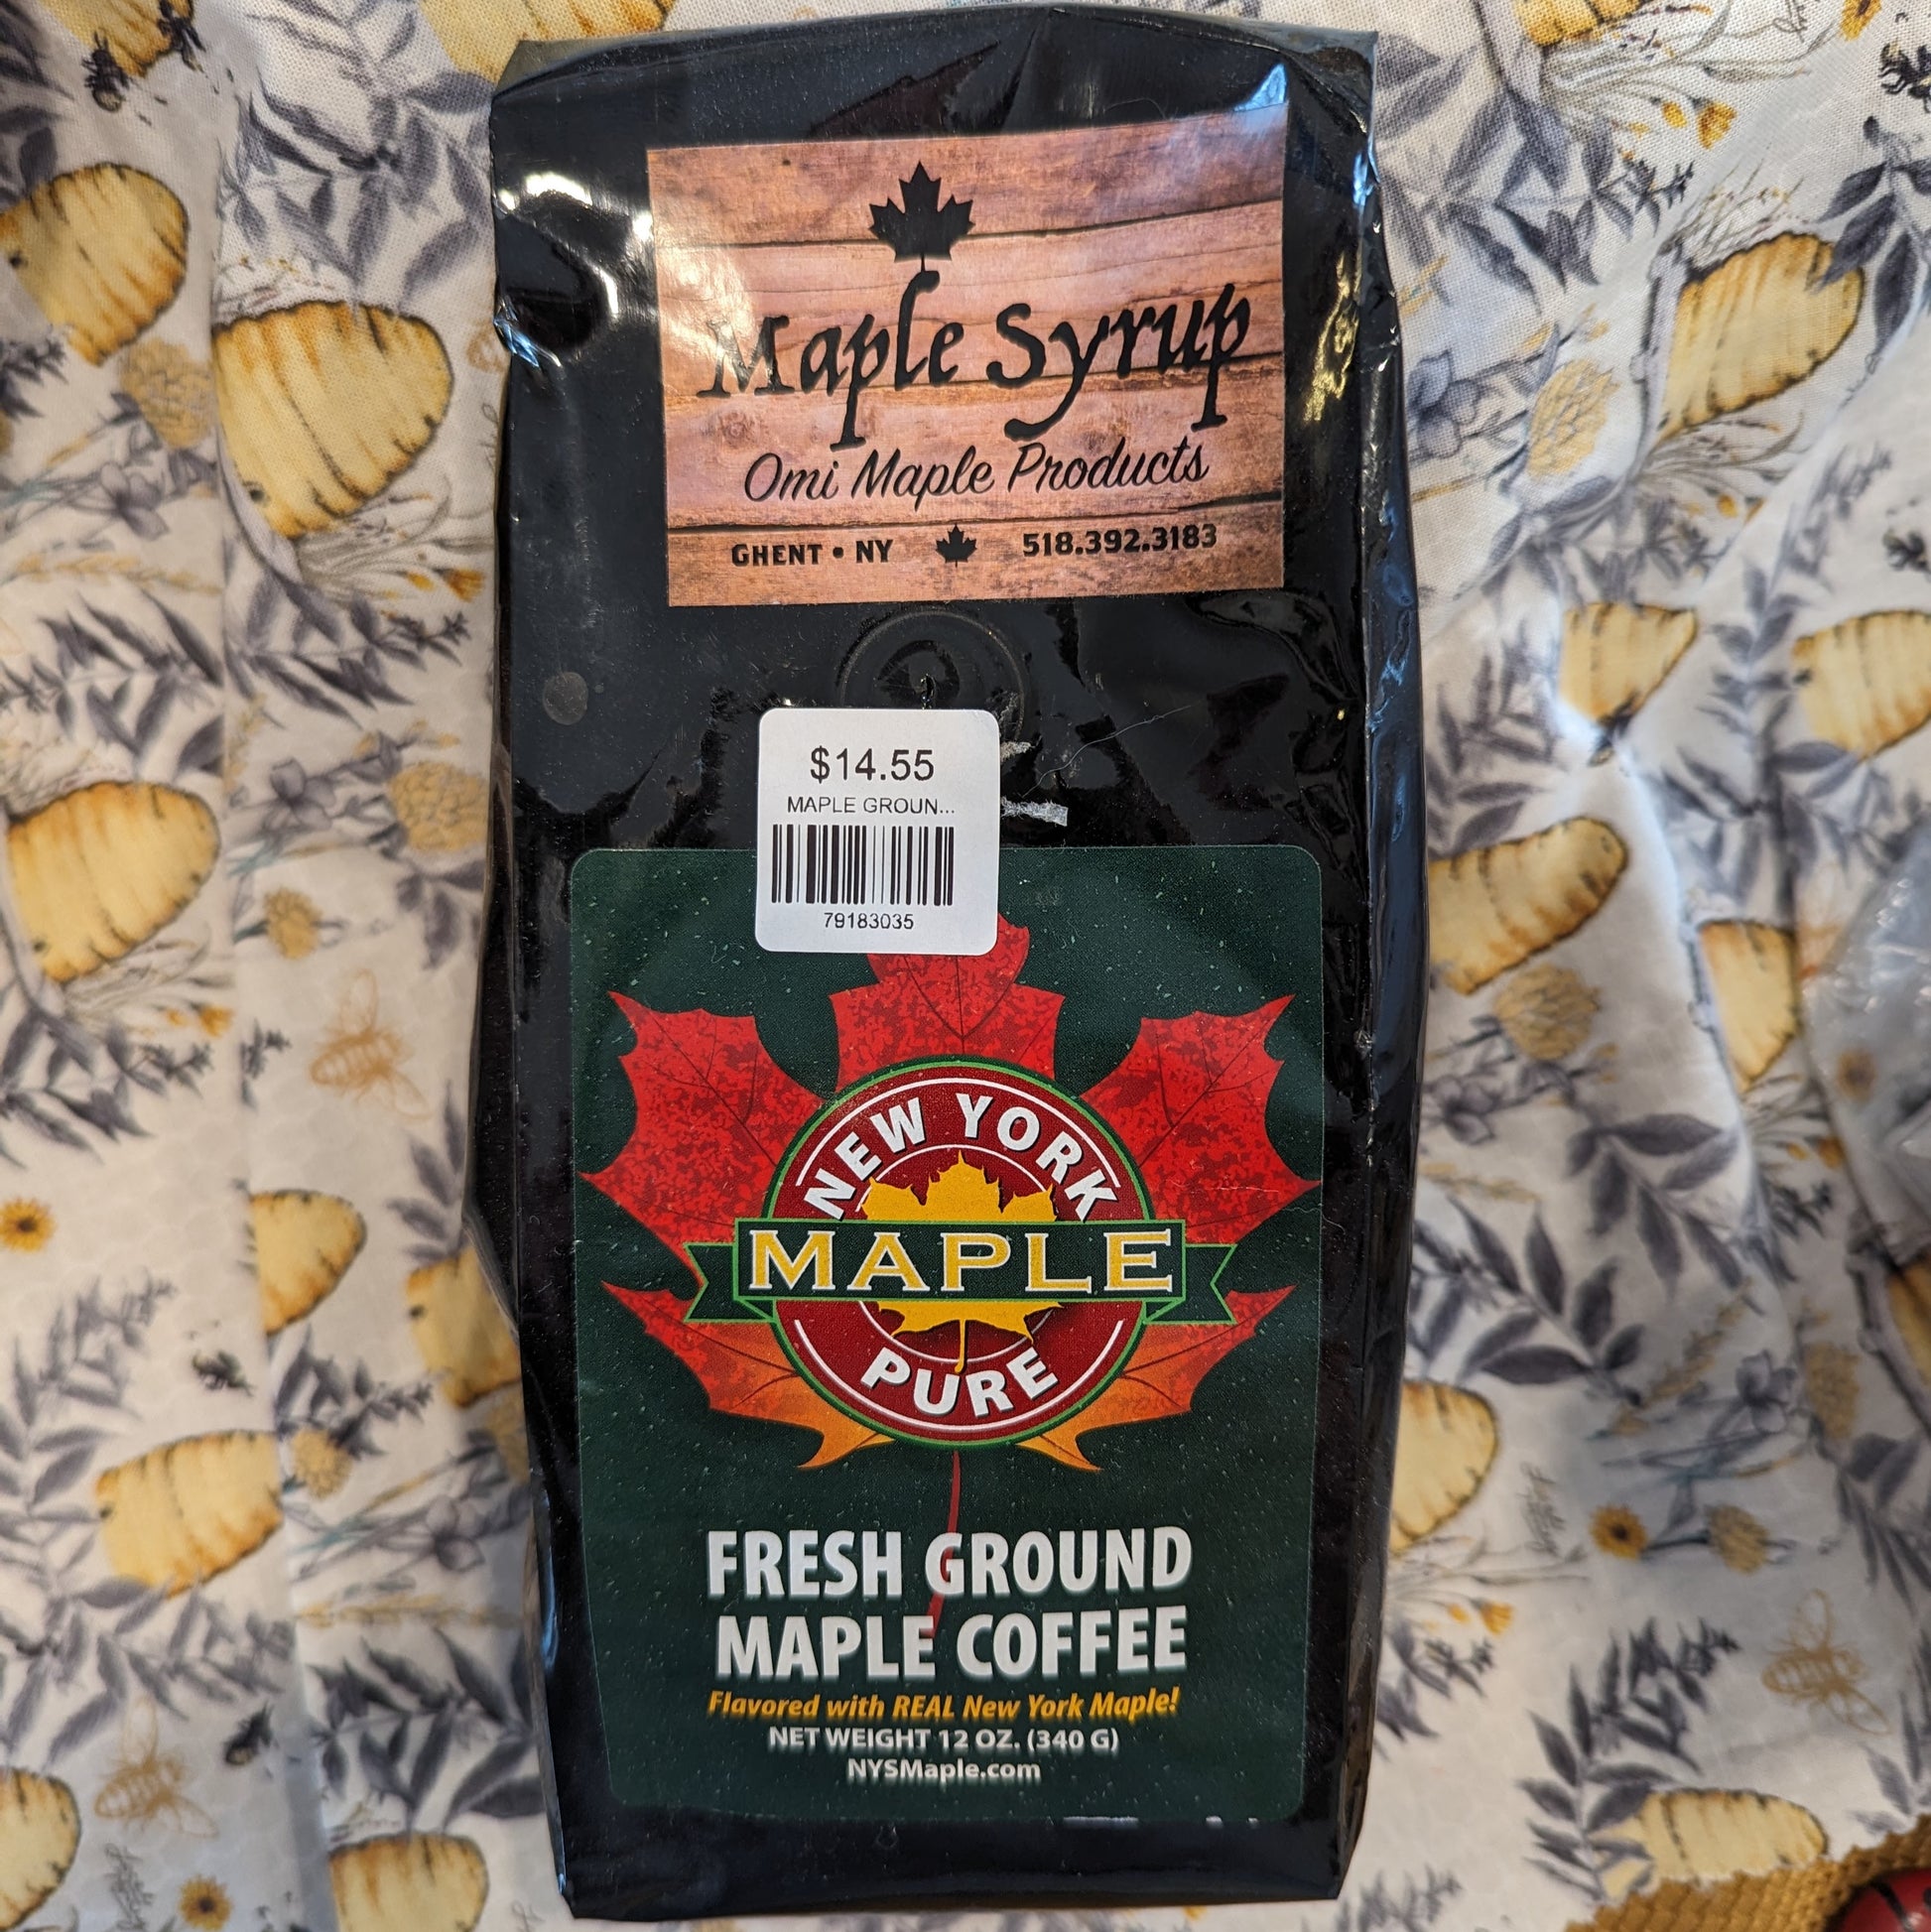 Maple Syrup
Omi Maple Products
GHENT • NY 518.392.3183
$14.55
MAPLE GROUN...
79183035
NEW YORK
MAPLE
PURE
FRESH GROUND
MAPLE COFFEE
Flavored with REAL New York Maple!
NET WEIGHT 12 OZ. (340 G)
NYSMaple.com